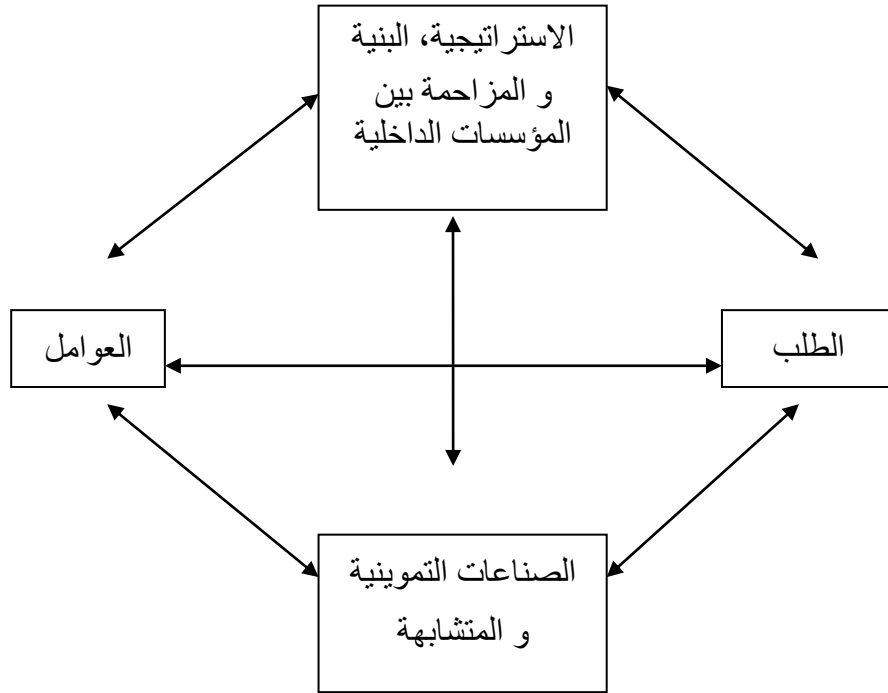 الاستراتيجية، البنية
و المزاحمة بين
المؤسسات الداخلية
العوامل
الطلب
الصناعات التموينية
و المتشابهة